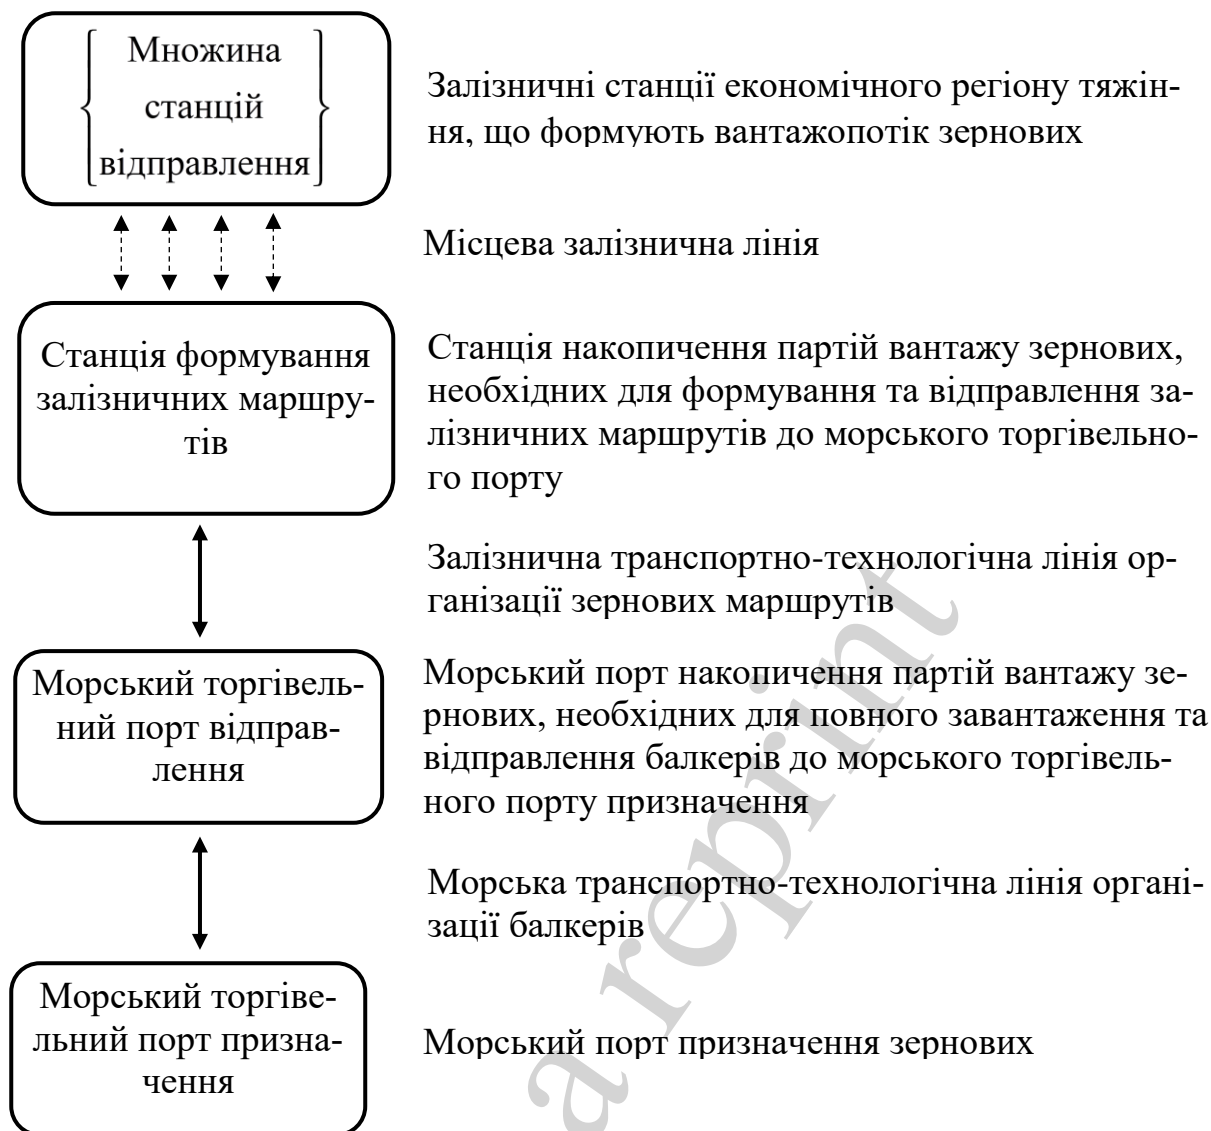 Множина
станцій
відправлення
Залізничні станції економічного регіону тяжін-
ня, що формують вантажопотік зернових
Місцева залізнична лінія
Станція формування
залізничних маршру-
тів
Станція накопичення партій вантажу зернових,
необхідних для формування та відправлення за-
лізничних маршрутів до морського торгівельно-
го порту
Залізнична транспортно-технологічна лінія ор-
ганізації зернових маршрутів
Морський торгівель-
ний порт відправ-
лення
Морський порт накопичення партій вантажу зе-
рнових, необхідних для повного завантаження та
відправлення балкерів до морського торгівель-
ного порту призначення
Морська транспортно-технологічна лінія органі-
зації балкерів
Морський торгіве-
льний порт призна-
чення
Морський порт призначення зернових
a reprint